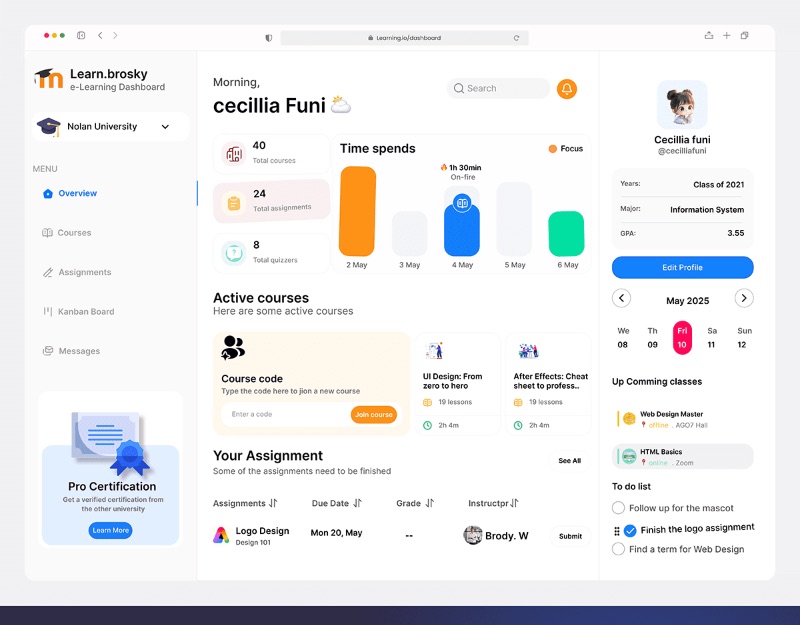 Learning.io/dashboard
Learn.brosky
e-Learning Dashboard
Nolan University
MENU
Overview
Courses
Assignments
Kanban Board
Messages
Pro Certification
Get a verified certification from
the other university
Learn More
Morning,
cecillia Funi
Search
40
Total courses
24
Total assignments
8
Total quizzers
Time spends
Focus
1h 30min
On-fire
2 May
3 May
4 May
5 May
6 May
Active courses
Here are some active courses
Course code
Type the code here to jion a new course
Enter a code
Join course
UI Design: From
zero to hero
19 lessons
2h 4m
After Effects: Cheat
sheet to profess..
19 lessons
2h 4m
Your Assignment
Some of the assignments need to be finished
See All
Assignments
Due Date
Grade
Instructpr
Logo Design
Design 101
Mon 20, May
--
Brody. W
Submit
Cecillia funi
@cecilliafuni
Years:
Class of 2021
Major:
Information System
GPA:
3.55
Edit Profile
May 2025
We Th Fri Sa Sun
08 09 10 11 12
Up Comming classes
Web Design Master
offline . AGO7 Hall
HTML Basics
online . Zoom
To do list
Follow up for the mascot
Finish the logo assignment
Find a term for Web Design